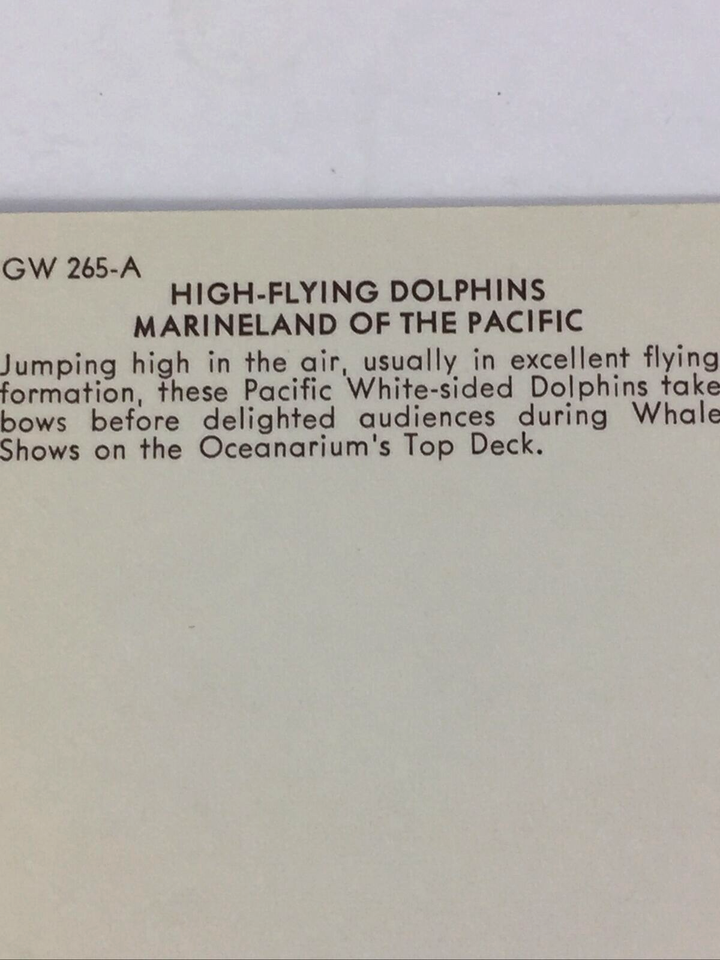 GW 265-A
HIGH-FLYING DOLPHINS
MARINELAND OF THE PACIFIC
Jumping high in the air, usually in excellent flying
formation, these Pacific White-sided Dolphins take
bows before delighted audiences during Whale
Shows on the Oceanarium's Top Deck.